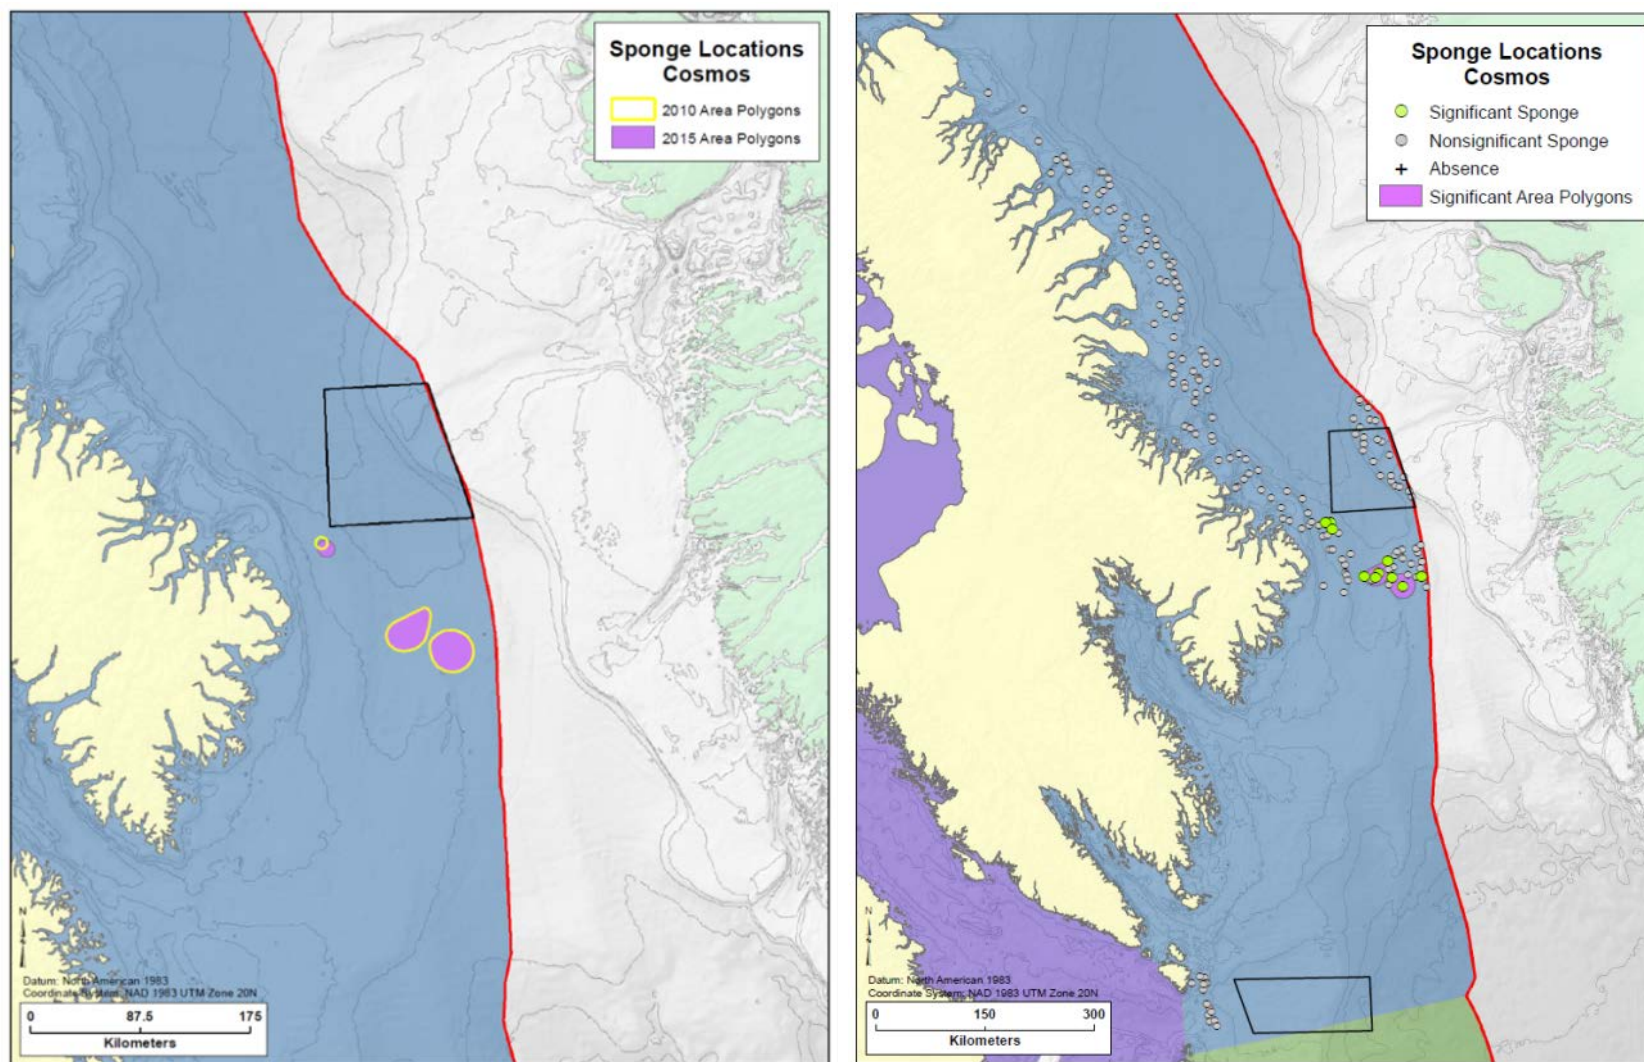 Sponge Locations
Cosmos
2010 Area Polygons
2015 Area Polygons
N
Datum: North American 1983
Coordinate System: NAD 1983 UTM Zone 20N
0 87.5 175
Kilometers
Sponge Locations
Cosmos
Significant Sponge
Nonsignificant Sponge
Absence
Significant Area Polygons
N
Datum: North American 1983
Coordinate System: NAD 1983 UTM Zone 20N
0 150 300
Kilometers